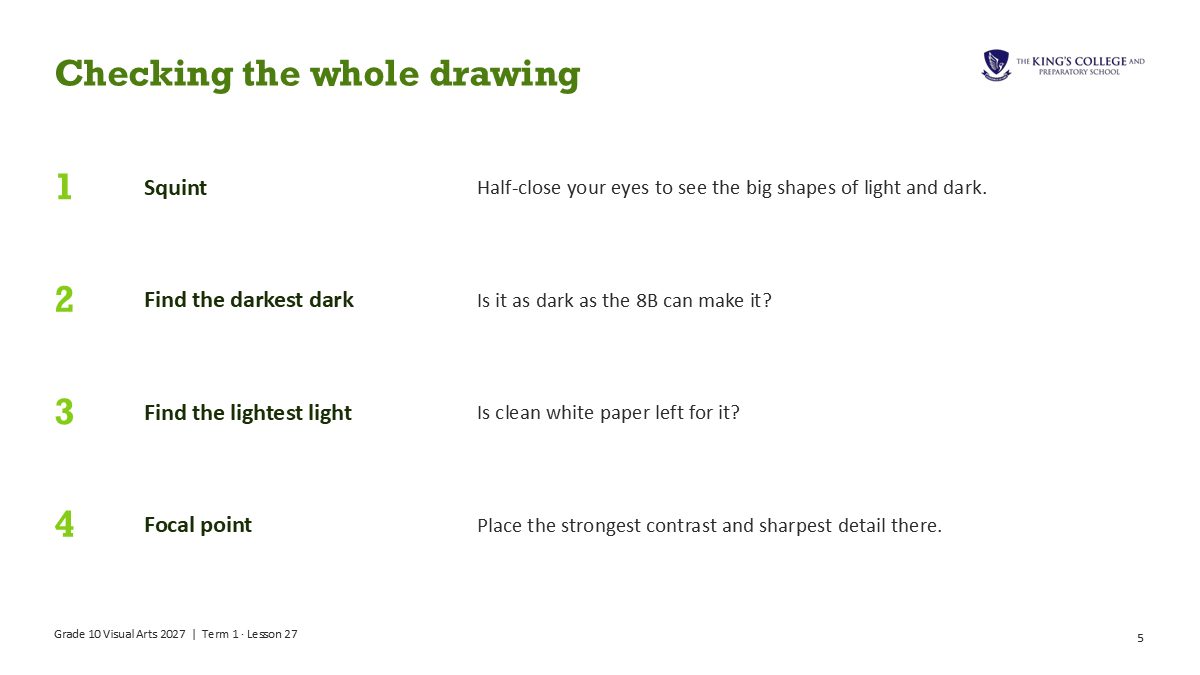 Checking the whole drawing
THE KING'S COLLEGE AND
PREPARATORY SCHOOL
1 Squint Half-close your eyes to see the big shapes of light and dark.
2 Find the darkest dark Is it as dark as the 8B can make it?
3 Find the lightest light Is clean white paper left for it?
4 Focal point Place the strongest contrast and sharpest detail there.
Grade 10 Visual Arts 2027 | Term 1 · Lesson 27
5